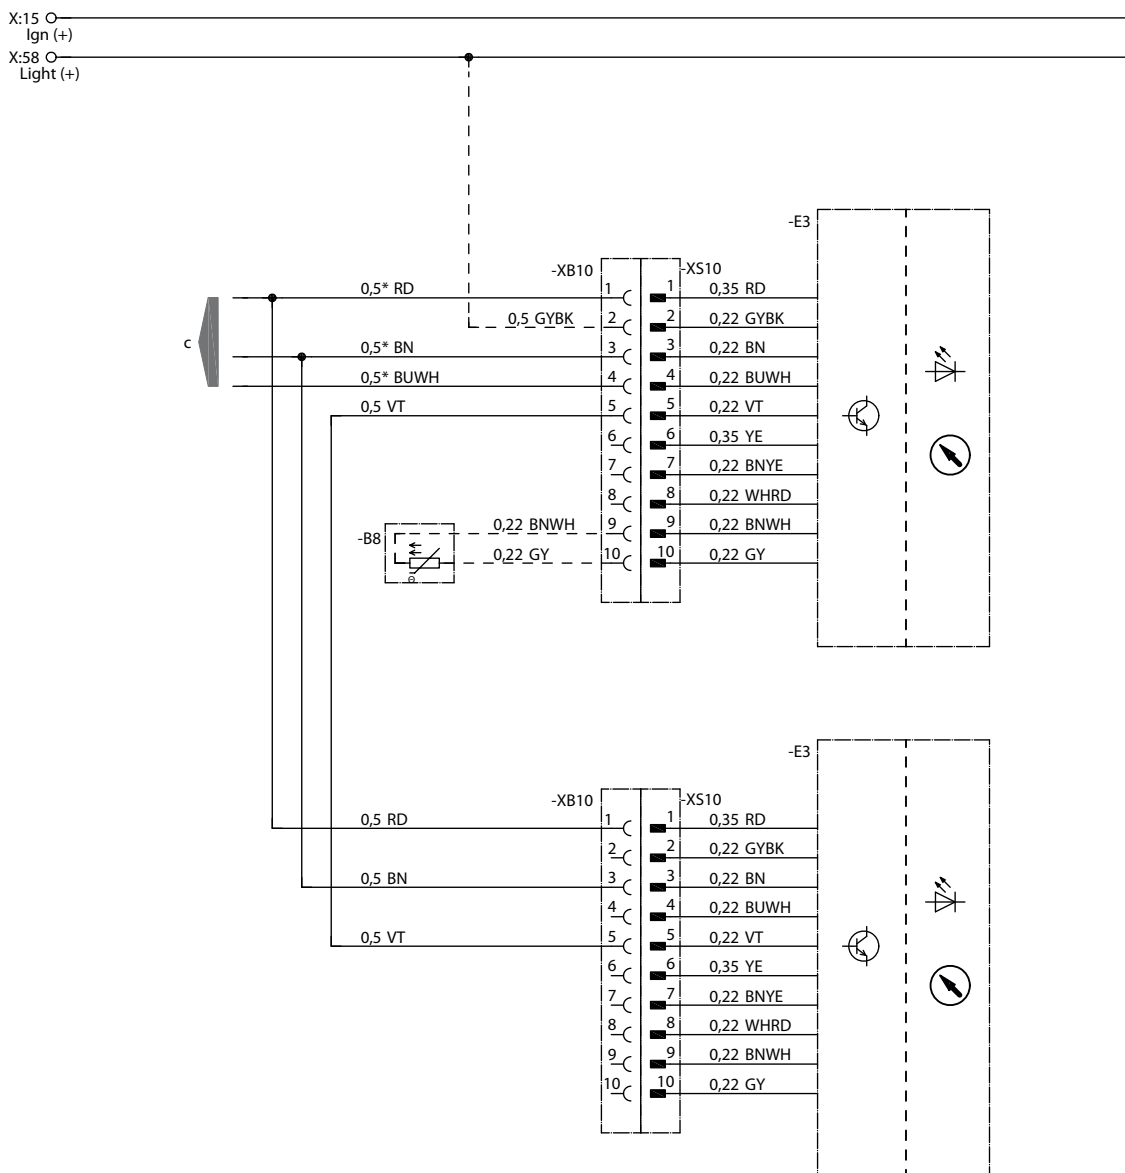 X:15
Ign (+)
X:58
Light (+)
-E3
-XB10
-XS10
0,5* RD
1
1
0,35 RD
0,5 GYBK
2
2
0,22 GYBK
0,5* BN
3
3
0,22 BN
c
0,5* BUWH
4
4
0,22 BUWH
0,5 VT
5
5
0,22 VT
6
6
0,35 YE
7
7
0,22 BNYE
8
8
0,22 WHRD
-B8
0,22 BNWH
9
9
0,22 BNWH
0,22 GY
10
10
0,22 GY
Θ
-E3
-XB10
-XS10
0,5 RD
1
1
0,35 RD
2
2
0,22 GYBK
0,5 BN
3
3
0,22 BN
4
4
0,22 BUWH
0,5 VT
5
5
0,22 VT
6
6
0,35 YE
7
7
0,22 BNYE
8
8
0,22 WHRD
9
9
0,22 BNWH
10
10
0,22 GY